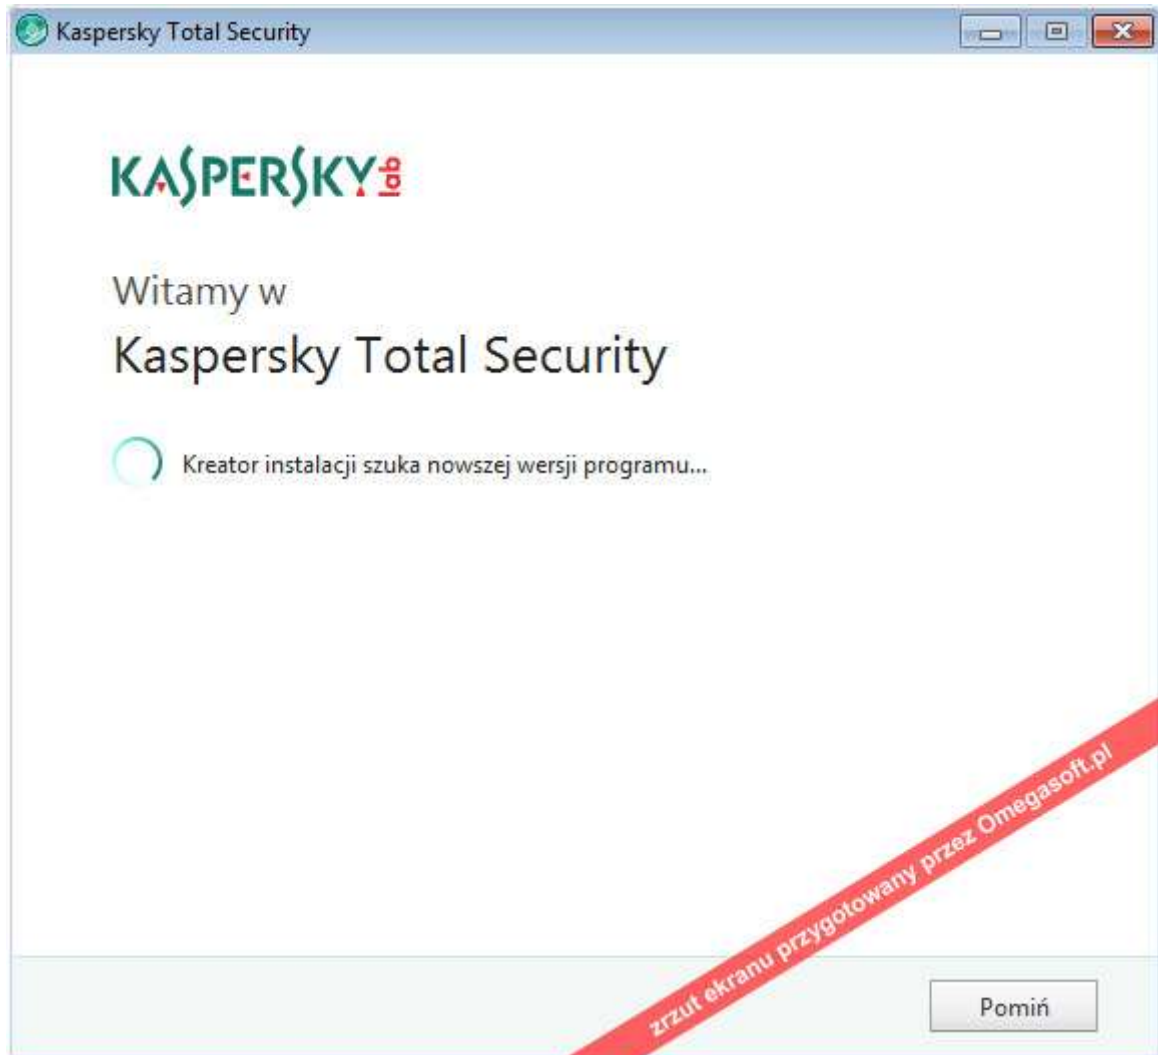 Kaspersky Total Security
KASPERSKY lab
Witamy w
Kaspersky Total Security
Kreator instalacji szuka nowszej wersji programu...
zrzut ekranu przygotowany przez Omegasoft.pl
Pomiń